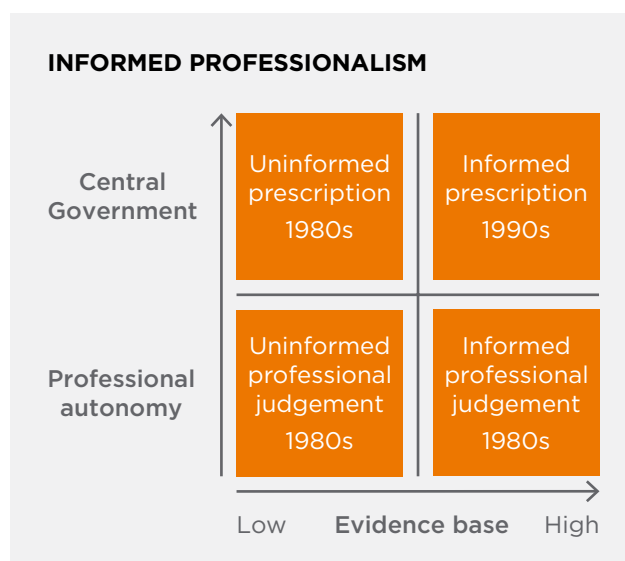 INFORMED PROFESSIONALISM
Central
Government
Uninformed
prescription
1980s
Informed
prescription
1990s
Professional
autonomy
Uninformed
professional
judgement
1980s
Informed
professional
judgement
1980s
Low
Evidence base
High